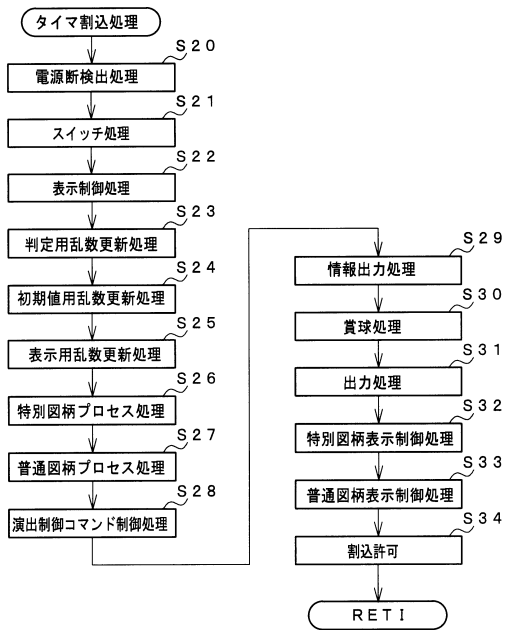 タイマ割込処理
S20
電源断検出処理
S21
スイッチ処理
S22
表示制御処理
S23
判定用乱数更新処理
S24
初期値用乱数更新処理
S25
表示用乱数更新処理
S26
特別図柄プロセス処理
S27
普通図柄プロセス処理
S28
演出制御コマンド制御処理
S29
情報出力処理
S30
賞球処理
S31
出力処理
S32
特別図柄表示制御処理
S33
普通図柄表示制御処理
S34
割込許可
RETI